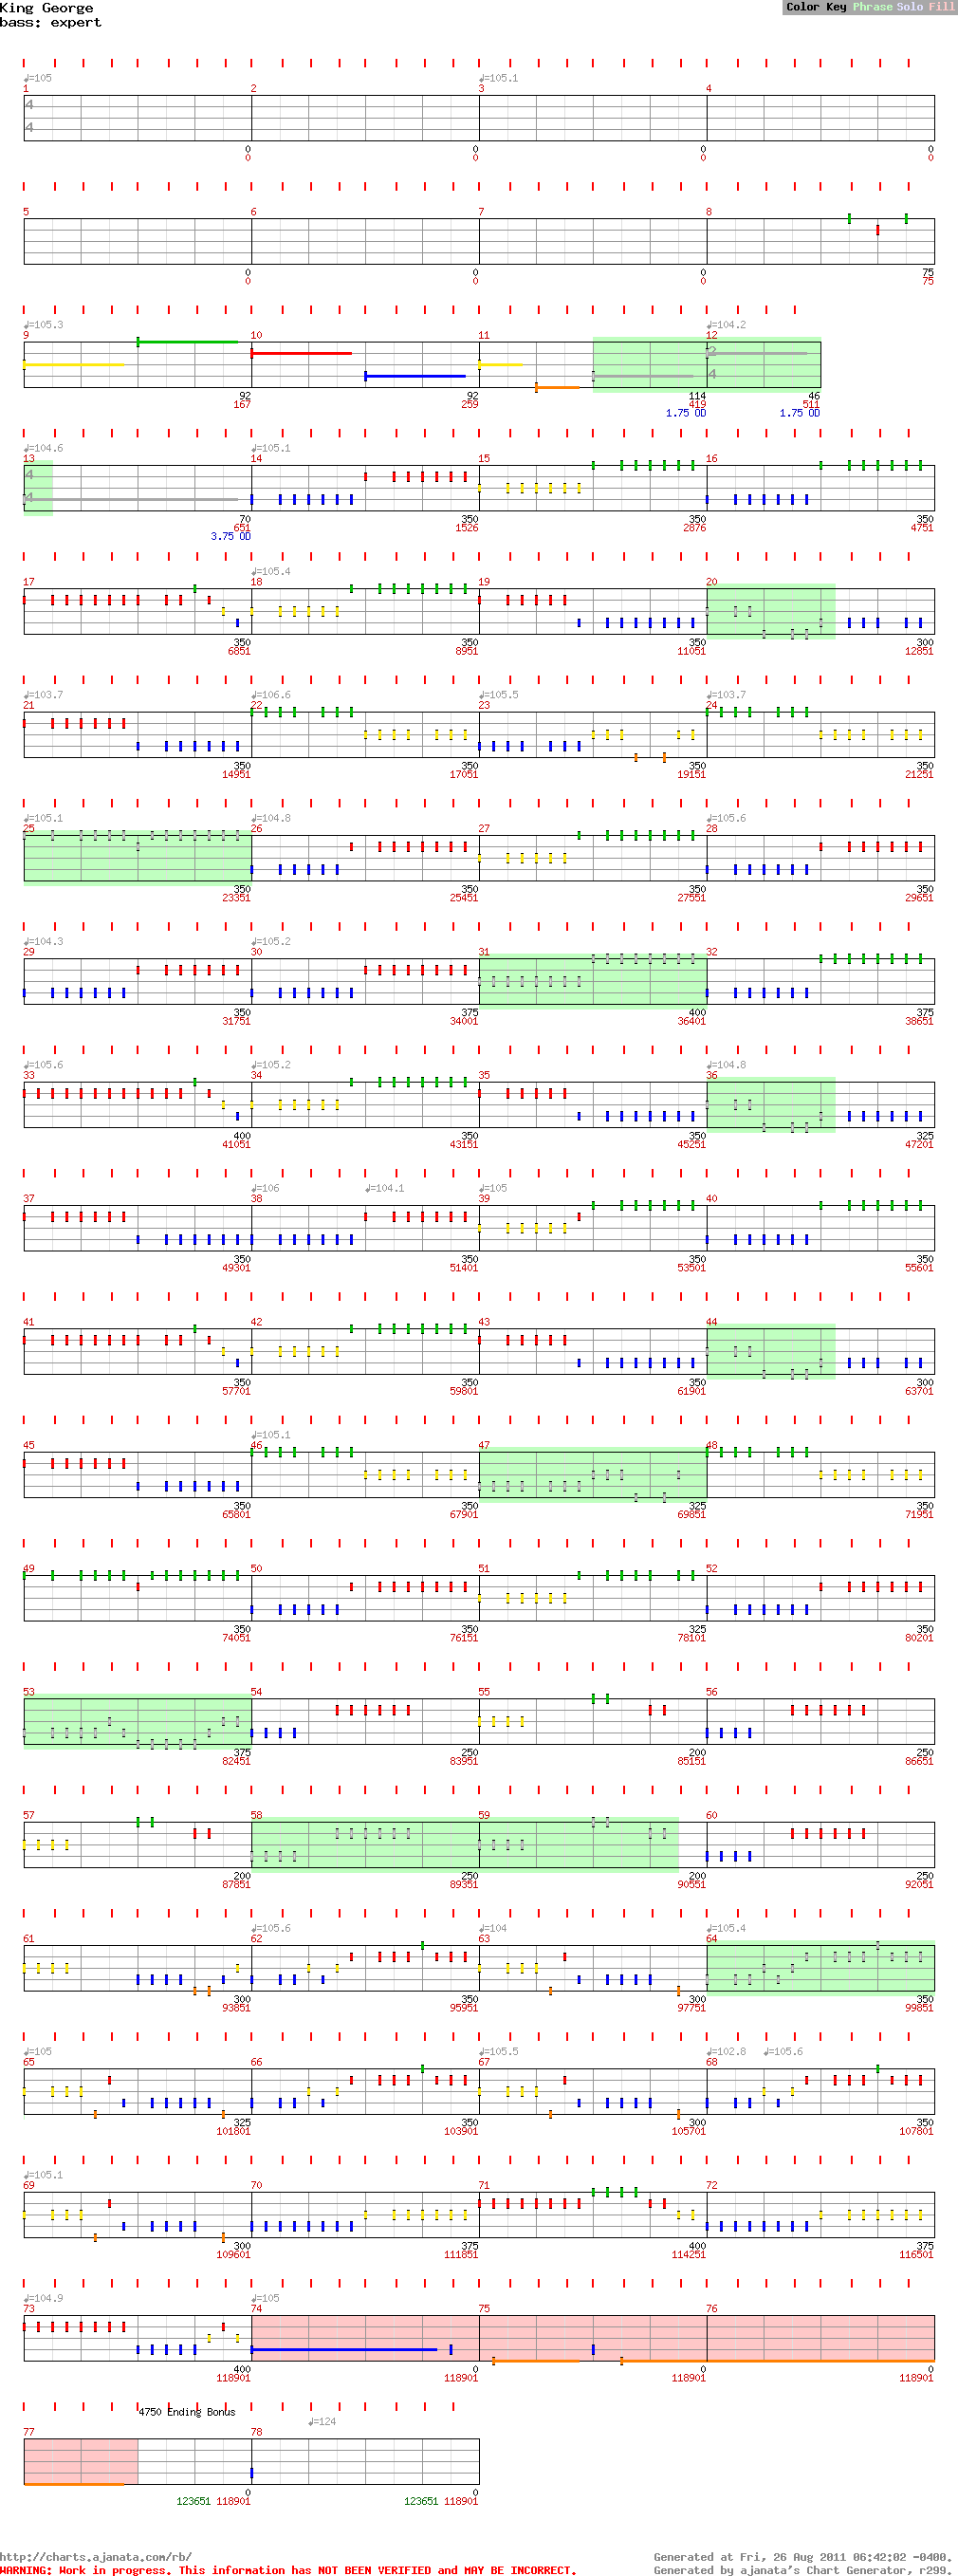 King George
bass: expert
Color Key Phrase Solo Fill
♩=105 ♩=105.1
1 2 3 4
4
4
0 0 0 0
0 0 0 0
5 6 7 8
0 0 0 75
0 0 0 75
♩=105.3 ♩=104.2
9 10 11 12
2
4
92 92 114 46
167 259 419 511
1.75 OD 1.75 OD
♩=104.6 ♩=105.1
13 14 15 16
4
4
70 350 350 350
651 1526 2876 4751
3.75 OD
♩=105.4
17 18 19 20
350 350 350 300
6851 8951 11051 12851
♩=103.7 ♩=106.6 ♩=105.5 ♩=103.7
21 22 23 24
350 350 350 350
14951 17051 19151 21251
♩=105.1 ♩=104.8 ♩=105.6
25 26 27 28
350 350 350 350
23351 25451 27551 29651
♩=104.3 ♩=105.2
29 30 31 32
350 375 400 375
31751 34001 36401 38651
♩=105.6 ♩=105.2 ♩=104.8
33 34 35 36
400 350 350 325
41051 43151 45251 47201
♩=106 ♩=104.1 ♩=105
37 38 39 40
350 350 350 350
49301 51401 53501 55601
41 42 43 44
350 350 350 300
57701 59801 61901 63701
♩=105.1
45 46 47 48
350 350 325 350
65801 67901 69851 71951
49 50 51 52
350 350 325 350
74051 76151 78101 80201
53 54 55 56
375 250 200 250
82451 83951 85151 86651
57 58 59 60
200 250 200 250
87851 89351 90551 92051
♩=105.6 ♩=104 ♩=105.4
61 62 63 64
300 350 300 350
93851 95951 97751 99851
♩=105 ♩=105.5 ♩=102.8 ♩=105.6
65 66 67 68
325 350 300 350
101801 103901 105701 107801
♩=105.1
69 70 71 72
300 375 400 375
109601 111851 114251 116501
♩=104.9 ♩=105
73 74 75 76
400 0 0 0
118901 118901 118901 118901
4750 Ending Bonus
♩=124
77 78
0 0
123651 118901 123651 118901
http://charts.ajanata.com/rb/
Generated at Fri, 26 Aug 2011 06:42:02 -0400.
WARNING: Work in progress. This information has NOT BEEN VERIFIED and MAY BE INCORRECT.
Generated by ajanata's Chart Generator, r299.